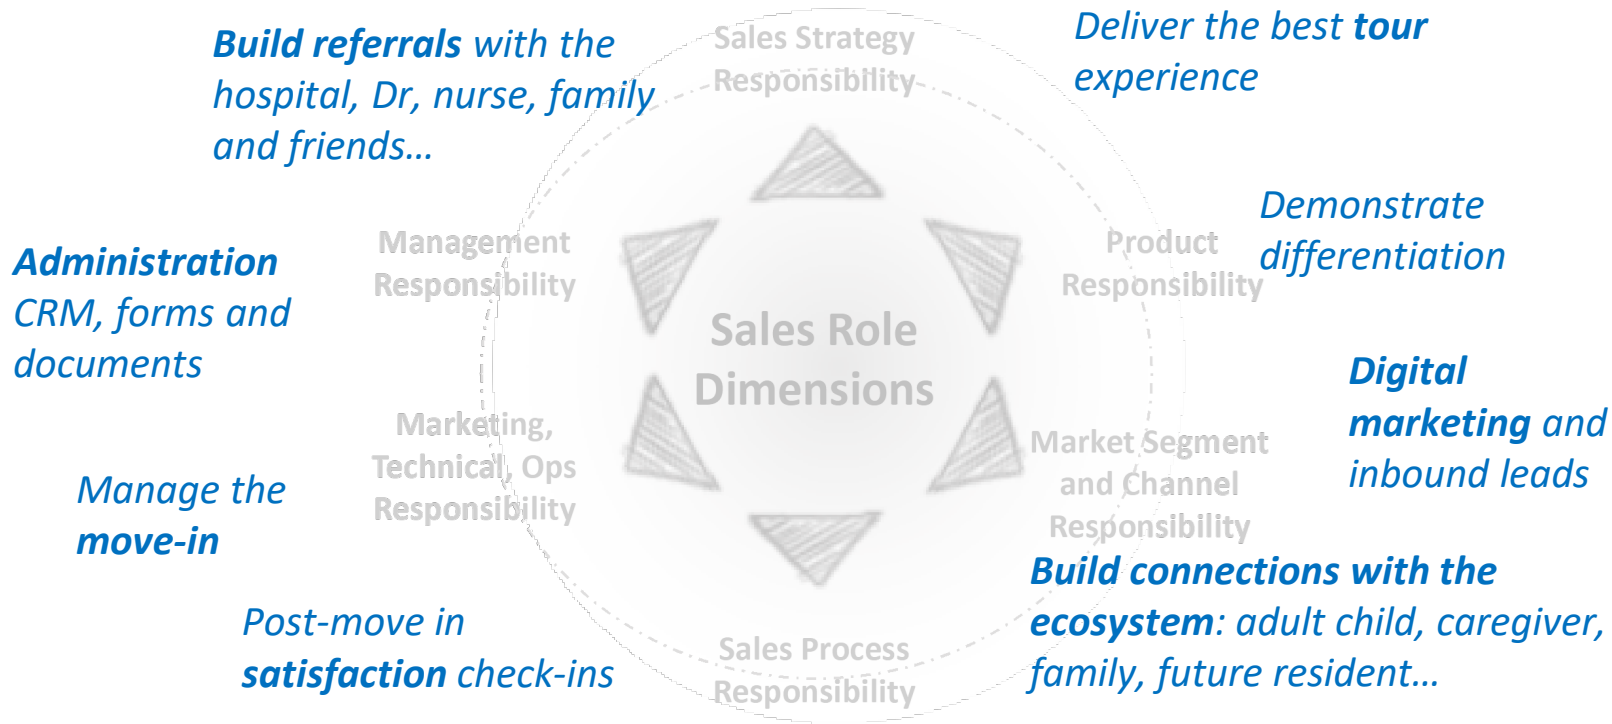 Build referrals with the
hospital, Dr, nurse, family
and friends…
Sales Strategy
Responsibility
Deliver the best tour
experience
Management
Responsibility
Product
Responsibility
Demonstrate
differentiation
Administration
CRM, forms and
documents
Sales Role
Dimensions
Digital
marketing and
inbound leads
Marketing,
Technical, Ops
Responsibility
Market Segment
and Channel
Responsibility
Manage the
move-in
Build connections with the
ecosystem: adult child, caregiver,
family, future resident…
Post-move in
satisfaction check-ins
Sales Process
Responsibility